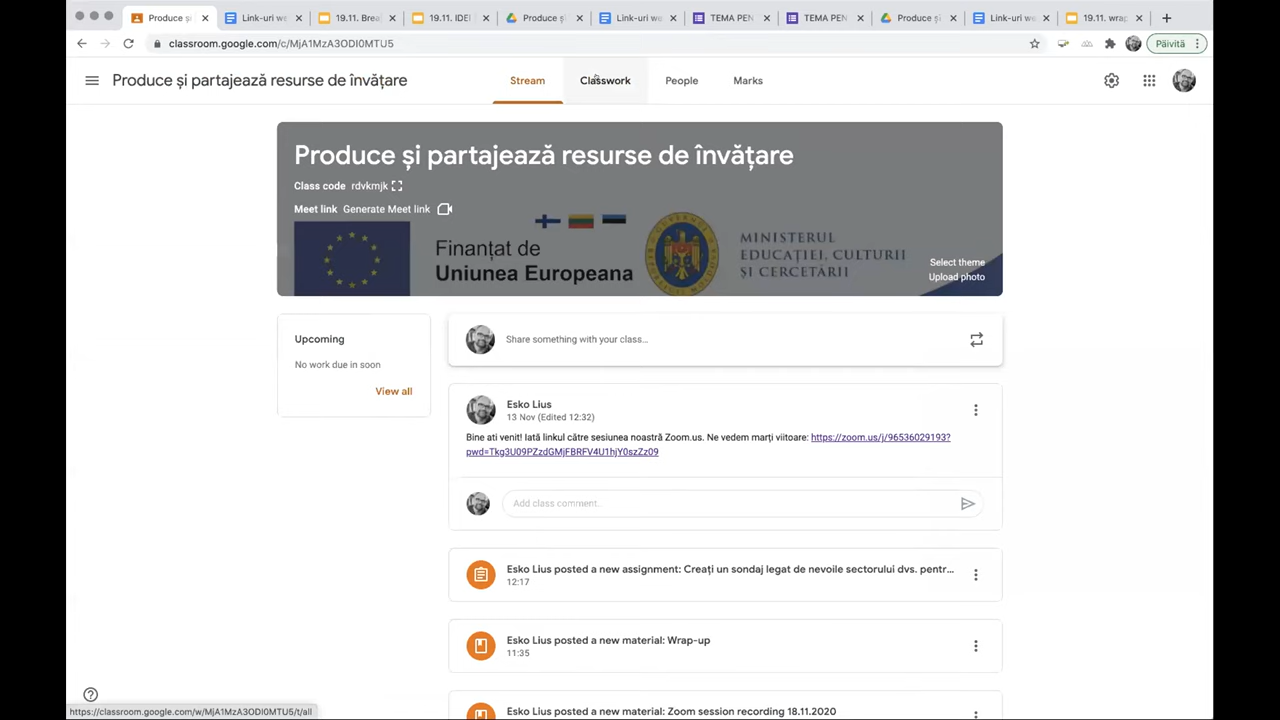 Produce și
Link-uri we
19.11. Brea
19.11. IDEI
Produce și
Link-uri we
TEMA PEN
TEMA PEN
Produce și
Link-uri we
19.11. wrap
classroom.google.com/c/MjA1MzA3ODI0MTU5
Päivitä
Produce și partajează resurse de învățare
Stream
Classwork
People
Marks
Produce și partajează resurse de învățare
Class code rdvkmjk
Meet link Generate Meet link
Finanțat de
Uniunea Europeana
MINISTERUL
EDUCAȚIEI, CULTURII
ȘI CERCETĂRII
Select theme
Upload photo
Upcoming
No work due in soon
View all
Share something with your class...
Esko Lius
13 Nov (Edited 12:32)
Bine ati venit! Iată linkul către sesiunea noastră Zoom.us. Ne vedem marți viitoare: https://zoom.us/j/96536029193?
pwd=Tkg3U09PZzdGMjFBRFV4U1hjY0szZz09
Add class comment...
Esko Lius posted a new assignment: Creați un sondaj legat de nevoile sectorului dvs. pentr...
12:17
Esko Lius posted a new material: Wrap-up
11:35
Esko Lius posted a new material: Zoom session recording 18.11.2020
https://classroom.google.com/w/MjA1MzA3ODI0MTU5/t/all